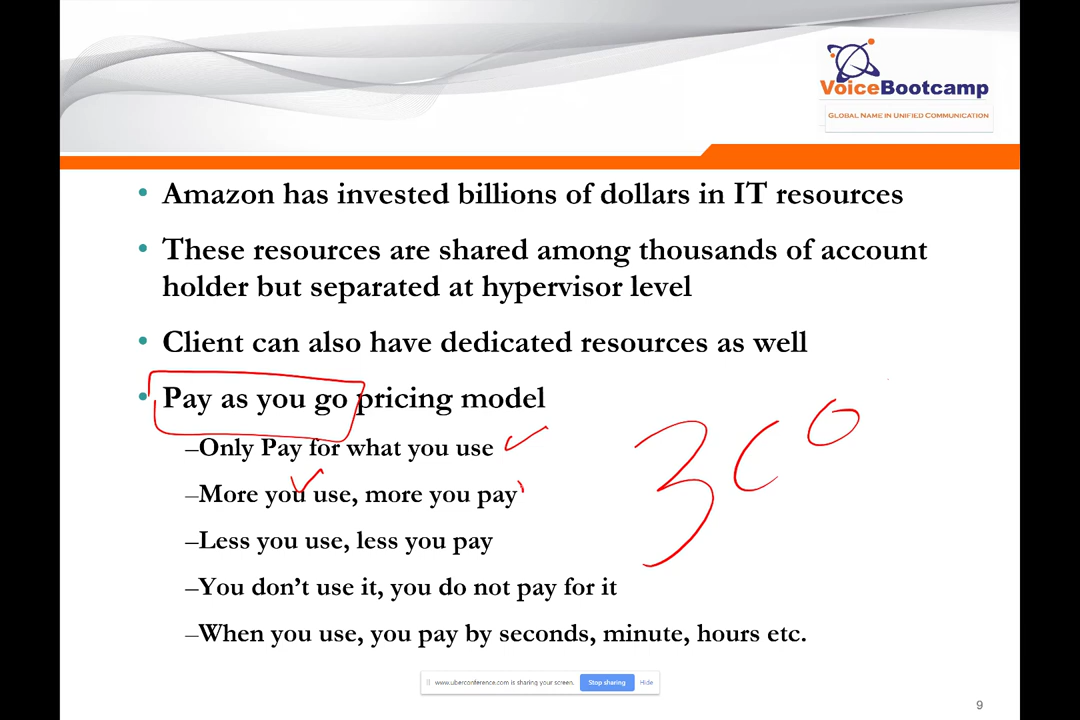 VoiceBootcamp
GLOBAL NAME IN UNIFIED COMMUNICATION
• Amazon has invested billions of dollars in IT resources
• These resources are shared among thousands of account
holder but separated at hypervisor level
• Client can also have dedicated resources as well
• Pay as you go pricing model
–Only Pay for what you use
–More you use, more you pay
–Less you use, less you pay
–You don’t use it, you do not pay for it
–When you use, you pay by seconds, minute, hours etc.
www.uberconference.com is sharing your screen.
Stop sharing
Hide
9